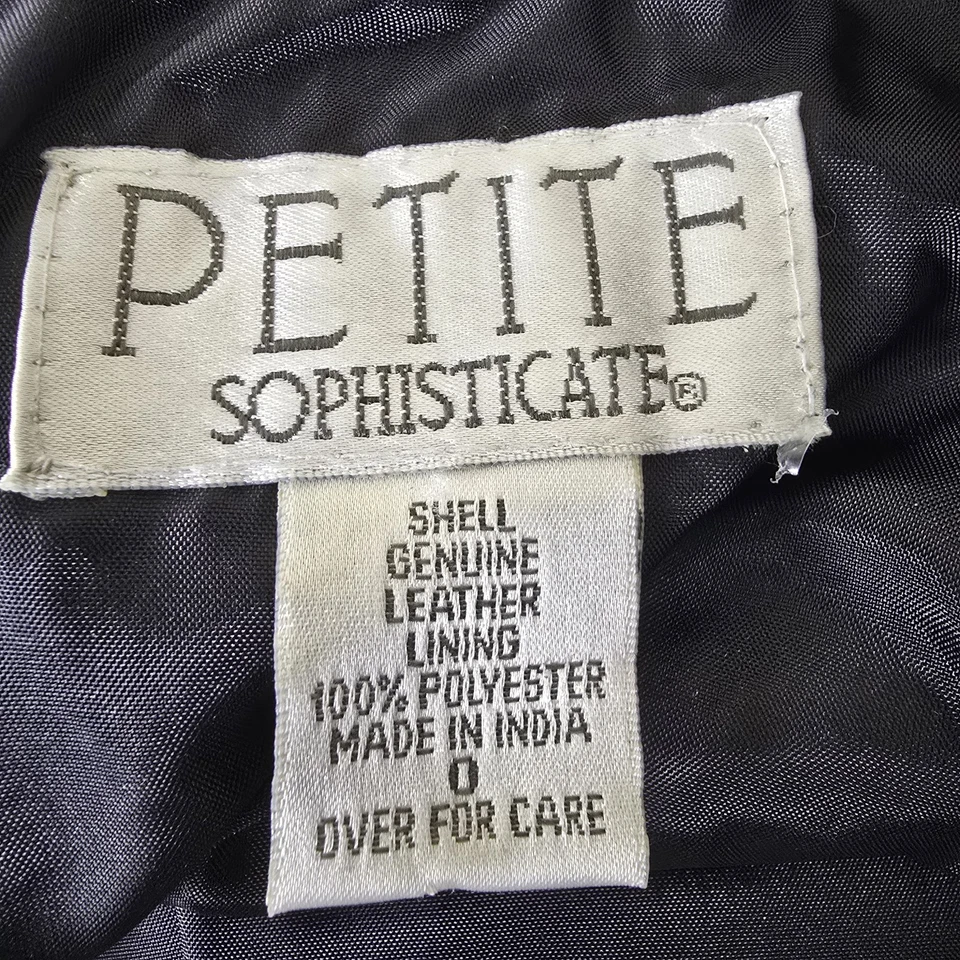 PETITE
SOPHISTICATE®
SHELL
GENUINE
LEATHER
LINING
100% POLYESTER
MADE IN INDIA
0
OVER FOR CARE